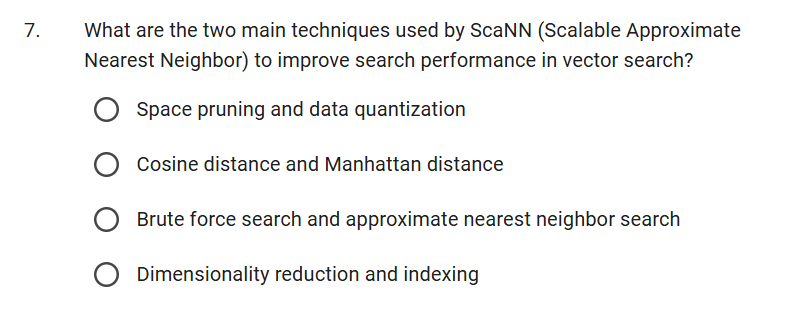 7. What are the two main techniques used by ScaNN (Scalable Approximate
Nearest Neighbor) to improve search performance in vector search?
Space pruning and data quantization
Cosine distance and Manhattan distance
Brute force search and approximate nearest neighbor search
Dimensionality reduction and indexing